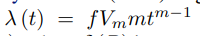 λ (t) = fV_m mt^{m−1}